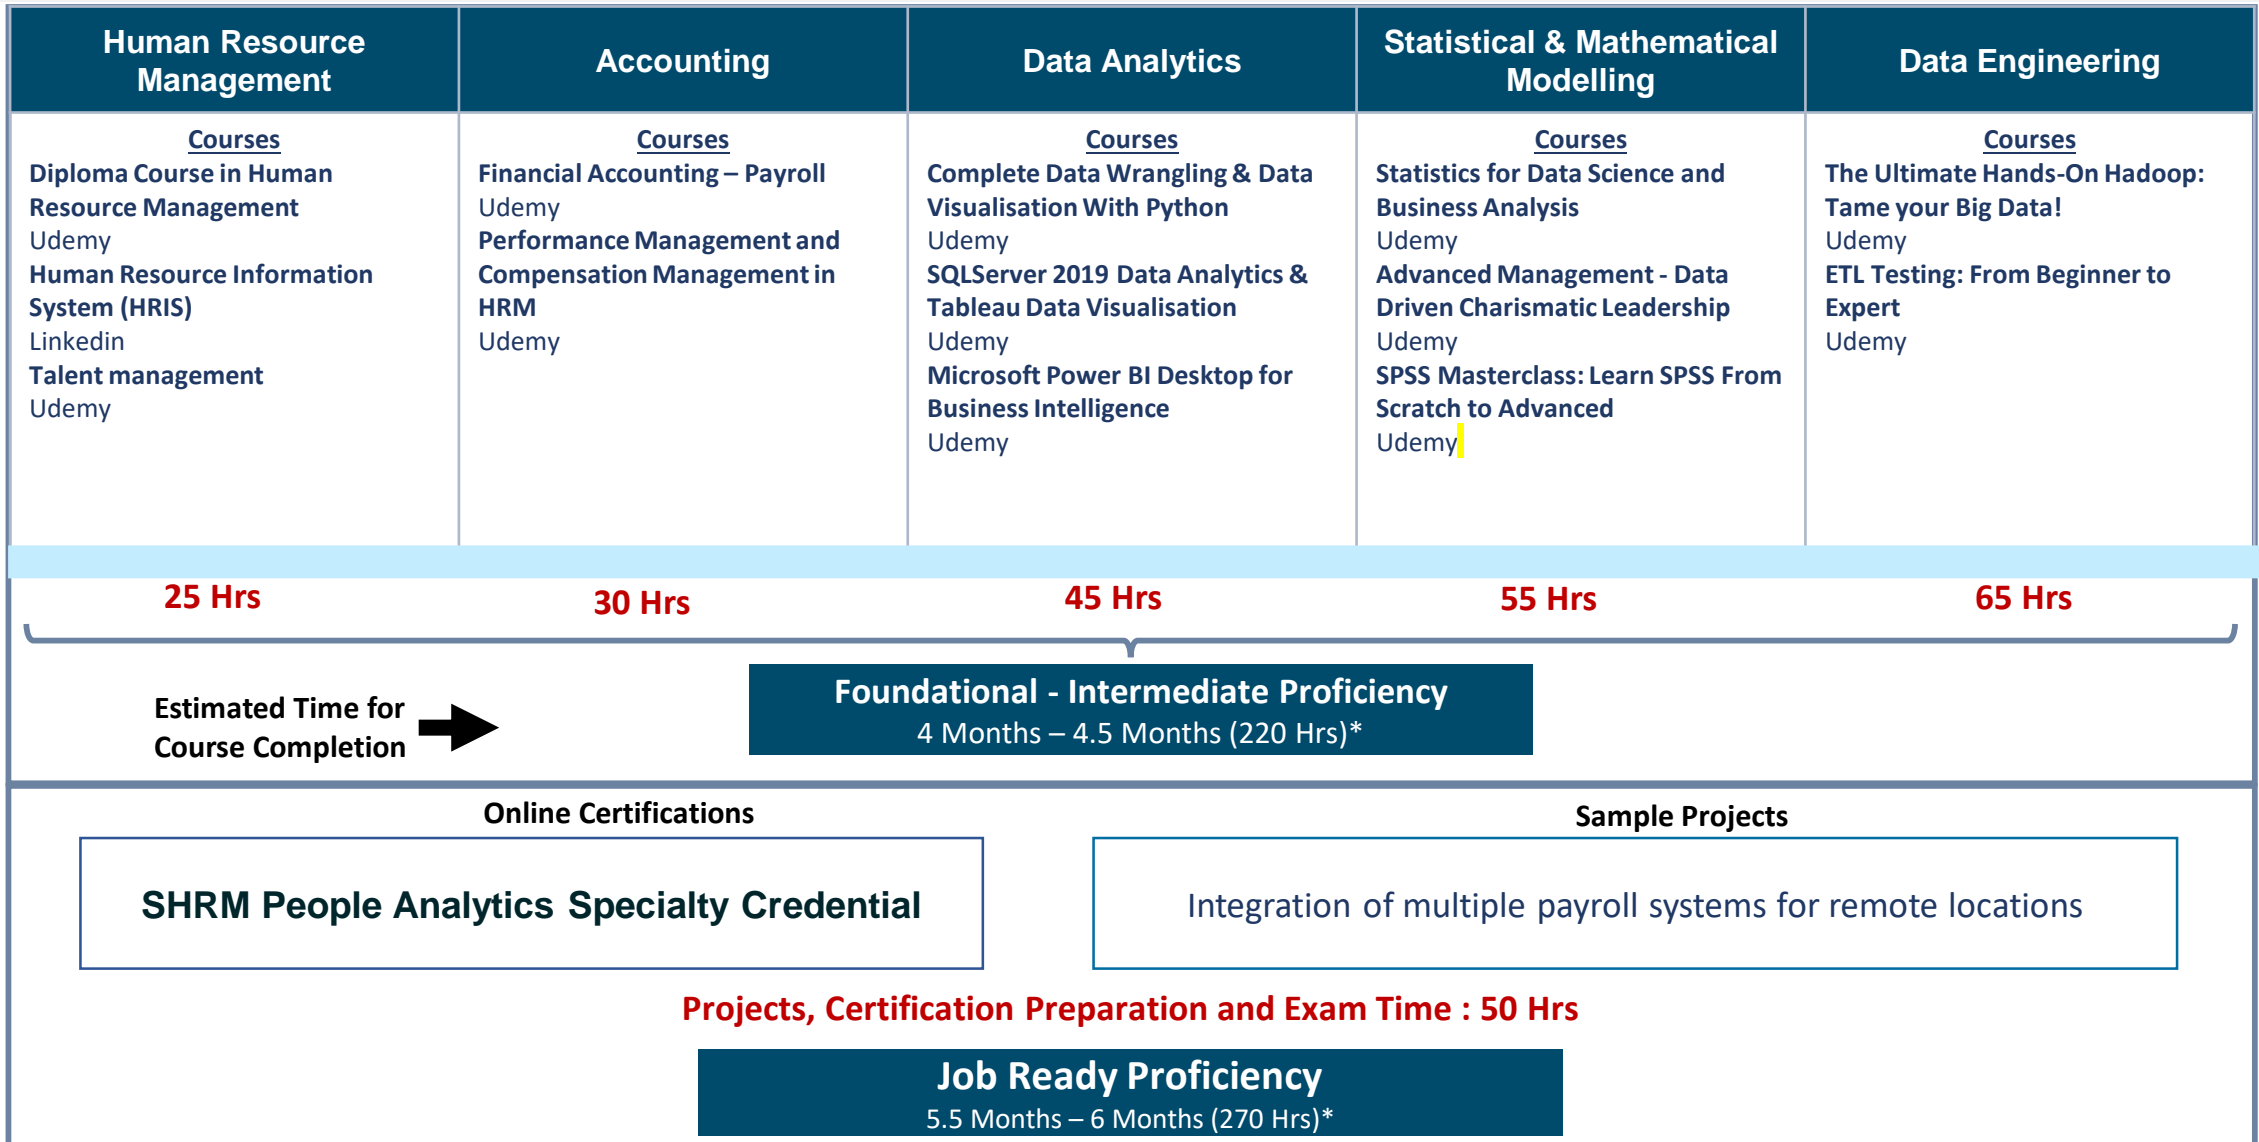 Human Resource
Management
Accounting
Data Analytics
Statistical & Mathematical
Modelling
Data Engineering
Courses
Diploma Course in Human
Resource Management
Udemy
Human Resource Information
System (HRIS)
Linkedin
Talent management
Udemy
Courses
Financial Accounting – Payroll
Udemy
Performance Management and
Compensation Management in
HRM
Udemy
Courses
Complete Data Wrangling & Data
Visualisation With Python
Udemy
SQLServer 2019 Data Analytics &
Tableau Data Visualisation
Udemy
Microsoft Power BI Desktop for
Business Intelligence
Udemy
Courses
Statistics for Data Science and
Business Analysis
Udemy
Advanced Management - Data
Driven Charismatic Leadership
Udemy
SPSS Masterclass: Learn SPSS From
Scratch to Advanced
Udemy
Courses
The Ultimate Hands-On Hadoop:
Tame your Big Data!
Udemy
ETL Testing: From Beginner to
Expert
Udemy
25 Hrs
30 Hrs
45 Hrs
55 Hrs
65 Hrs
Estimated Time for
Course Completion
Foundational - Intermediate Proficiency
4 Months – 4.5 Months (220 Hrs)*
Online Certifications
SHRM People Analytics Specialty Credential
Sample Projects
Integration of multiple payroll systems for remote locations
Projects, Certification Preparation and Exam Time : 50 Hrs
Job Ready Proficiency
5.5 Months – 6 Months (270 Hrs)*